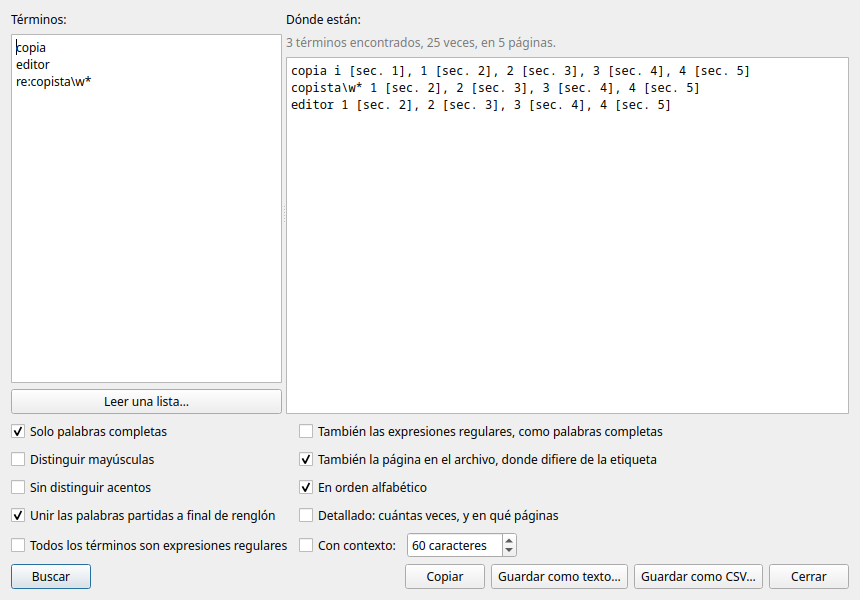 Términos:
copia
editor
re:copista\w*
Leer una lista...
Dónde están:
3 términos encontrados, 25 veces, en 5 páginas.
copia i [sec. 1], 1 [sec. 2], 2 [sec. 3], 3 [sec. 4], 4 [sec. 5]
copista\w* 1 [sec. 2], 2 [sec. 3], 3 [sec. 4], 4 [sec. 5]
editor 1 [sec. 2], 2 [sec. 3], 3 [sec. 4], 4 [sec. 5]
Solo palabras completas
También las expresiones regulares, como palabras completas
Distinguir mayúsculas
También la página en el archivo, donde difiere de la etiqueta
Sin distinguir acentos
En orden alfabético
Unir las palabras partidas a final de renglón
Detallado: cuántas veces, y en qué páginas
Todos los términos son expresiones regulares
Con contexto: 60 caracteres
Buscar
Copiar
Guardar como texto...
Guardar como CSV...
Cerrar